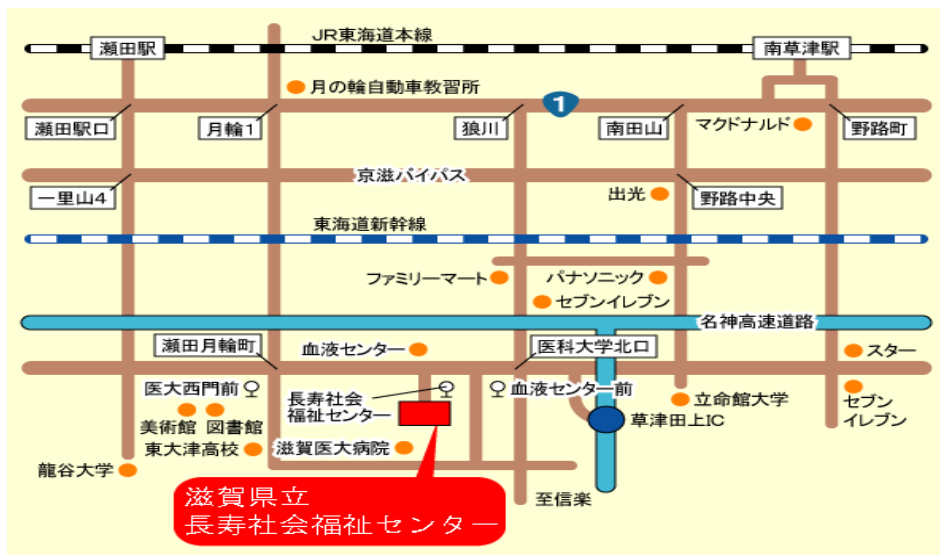 JR東海道本線
瀬田駅
南草津駅
月の輪自動車教習所
1
瀬田駅口
月輪1
狼川
南田山
マクドナルド
野路町
京滋バイパス
一里山4
出光
野路中央
東海道新幹線
ファミリーマート
パナソニック
セブンイレブン
名神高速道路
瀬田月輪町
血液センター
医科大学北口
スター
医大西門前
長寿社会
福祉センター
血液センター前
立命館大学
セブン
イレブン
美術館
図書館
草津田上IC
東大津高校
滋賀医大病院
龍谷大学
至信楽
滋賀県立
長寿社会福祉センター